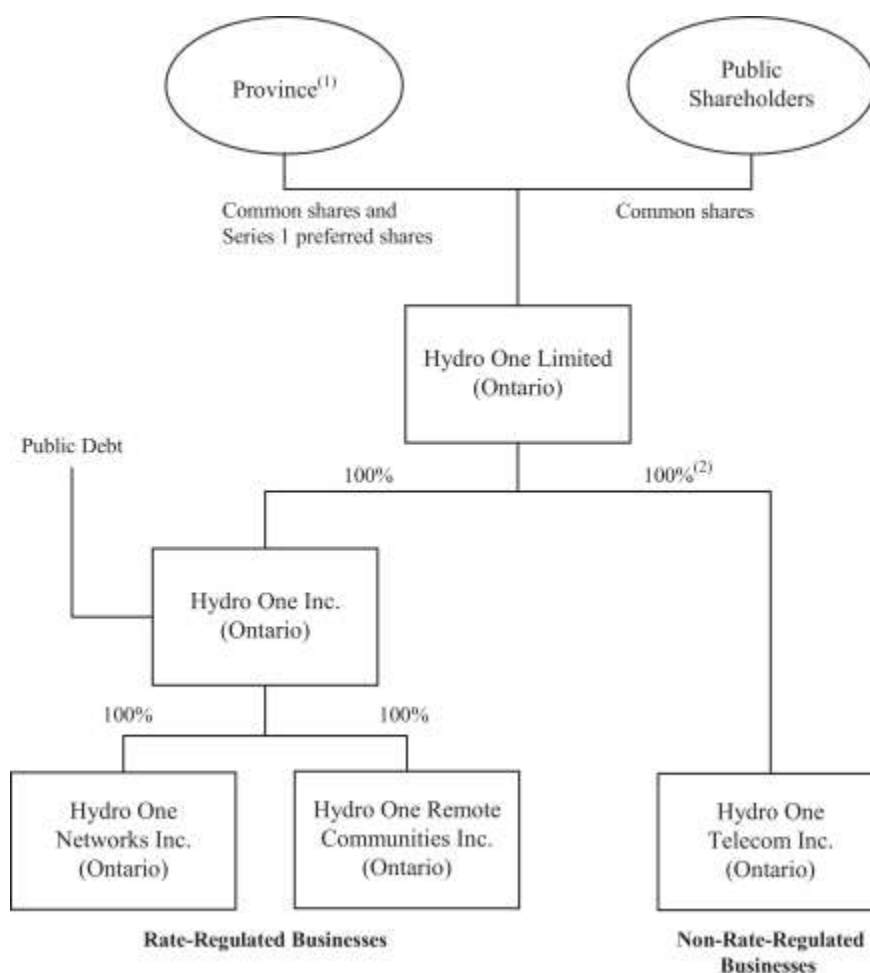 Province(1)
Public
Shareholders
Common shares and
Series 1 preferred shares
Common shares
Hydro One Limited
(Ontario)
Public Debt
100%
100%(2)
Hydro One Inc.
(Ontario)
100%
100%
Hydro One
Networks Inc.
(Ontario)
Hydro One Remote
Communities Inc.
(Ontario)
Hydro One
Telecom Inc.
(Ontario)
Rate-Regulated Businesses
Non-Rate-Regulated
Businesses